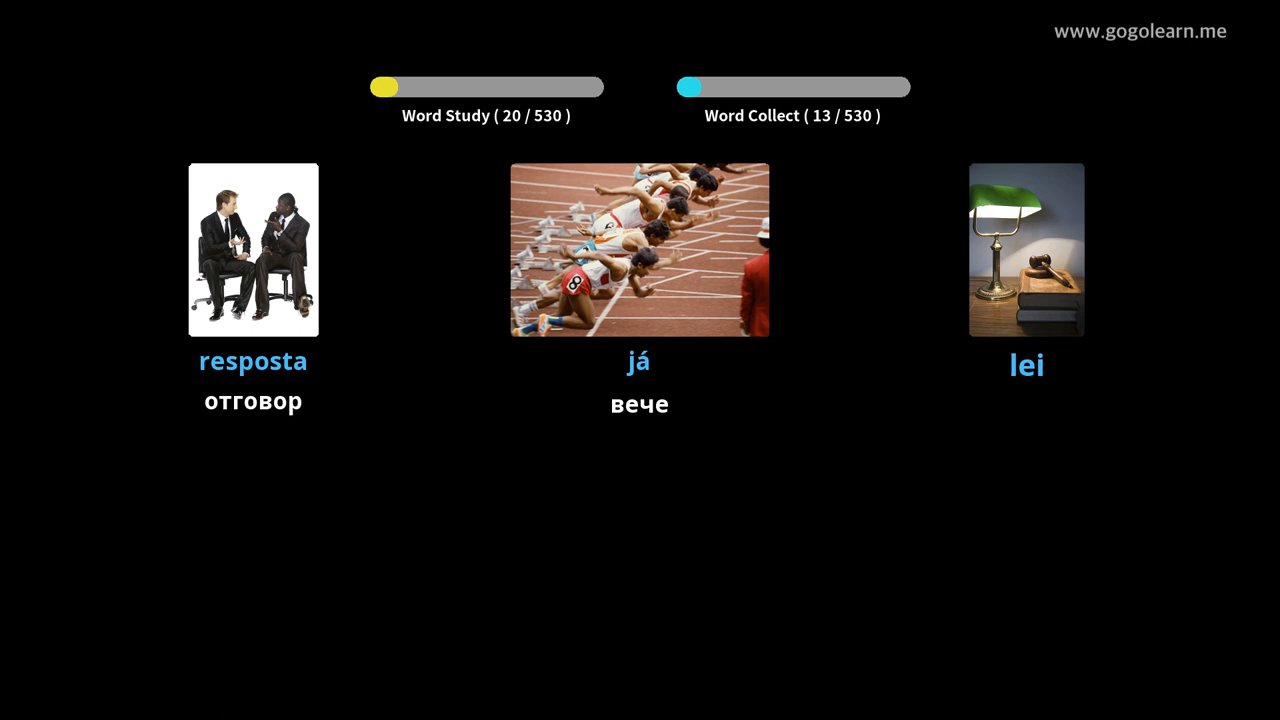 www.gogolearn.me
Word Study ( 20 / 530 )
Word Collect ( 13 / 530 )
resposta
já
lei
отговор
вече